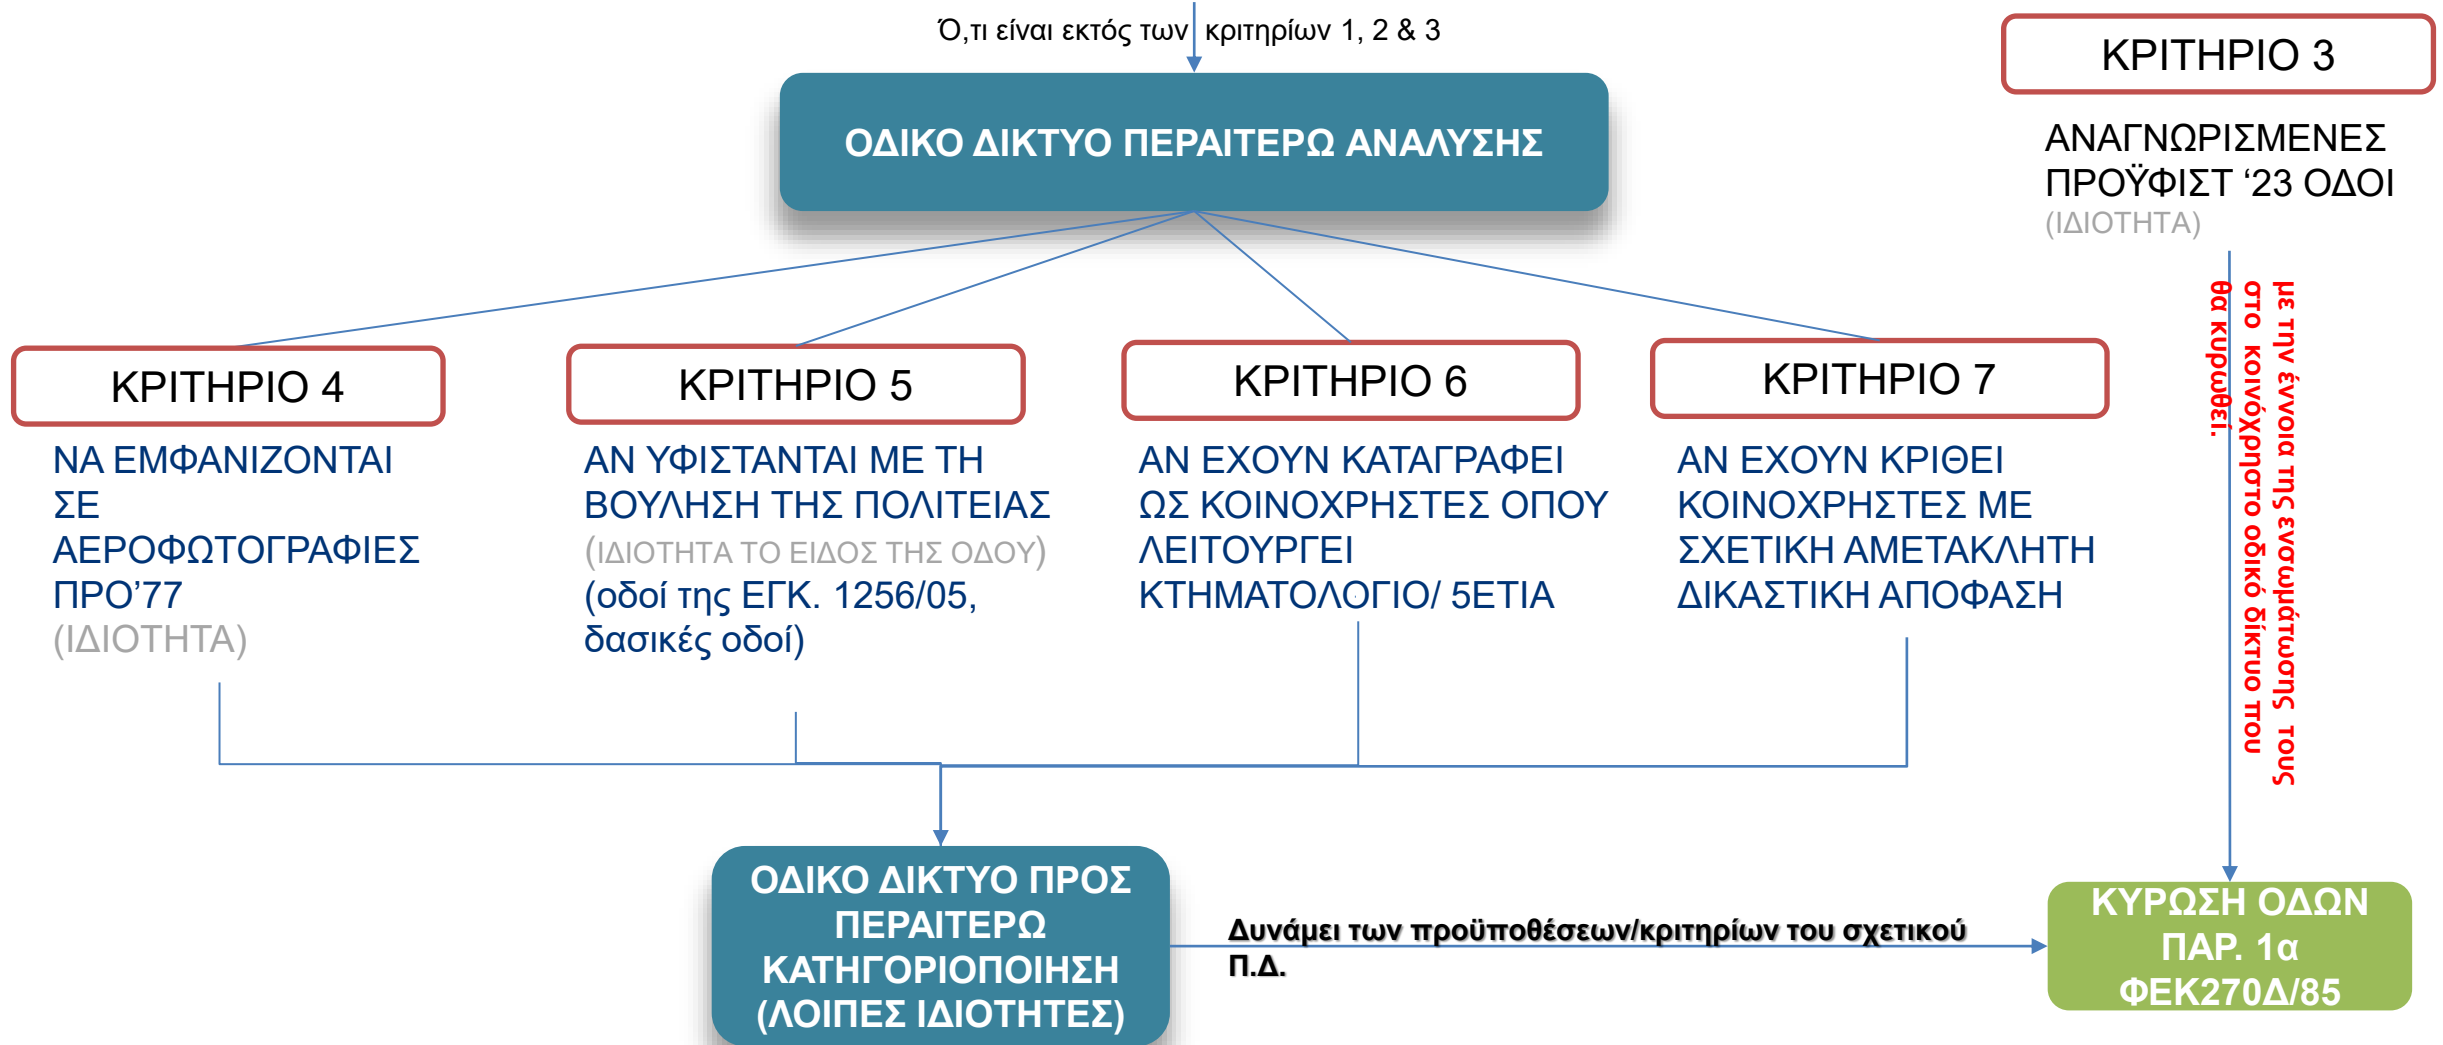 Ό,τι είναι εκτός των κριτηρίων 1, 2 & 3
ΟΔΙΚΟ ΔΙΚΤΥΟ ΠΕΡΑΙΤΕΡΩ ΑΝΑΛΥΣΗΣ
ΚΡΙΤΗΡΙΟ 3
ΑΝΑΓΝΩΡΙΣΜΕΝΕΣ
ΠΡΟΫΦΙΣΤ ‘23 ΟΔΟΙ
(ΙΔΙΟΤΗΤΑ)
με την έννοια της ενσωμάτωσης τους
στο κοινόχρηστο οδικό δίκτυο που
θα κυρωθεί.
ΚΡΙΤΗΡΙΟ 4
ΝΑ ΕΜΦΑΝΙΖΟΝΤΑΙ
ΣΕ
ΑΕΡΟΦΩΤΟΓΡΑΦΙΕΣ
ΠΡΟ’77
(ΙΔΙΟΤΗΤΑ)
ΚΡΙΤΗΡΙΟ 5
ΑΝ ΥΦΙΣΤΑΝΤΑΙ ΜΕ ΤΗ
ΒΟΥΛΗΣΗ ΤΗΣ ΠΟΛΙΤΕΙΑΣ
(ΙΔΙΟΤΗΤΑ ΤΟ ΕΙΔΟΣ ΤΗΣ ΟΔΟΥ)
(οδοί της ΕΓΚ. 1256/05,
δασικές οδοί)
ΚΡΙΤΗΡΙΟ 6
ΑΝ ΕΧΟΥΝ ΚΑΤΑΓΡΑΦΕΙ
ΩΣ ΚΟΙΝΟΧΡΗΣΤΕΣ ΟΠΟΥ
ΛΕΙΤΟΥΡΓΕΙ
ΚΤΗΜΑΤΟΛΟΓΙΟ/ 5ΕΤΙΑ
ΚΡΙΤΗΡΙΟ 7
ΑΝ ΕΧΟΥΝ ΚΡΙΘΕΙ
ΚΟΙΝΟΧΡΗΣΤΕΣ ΜΕ
ΣΧΕΤΙΚΗ ΑΜΕΤΑΚΛΗΤΗ
ΔΙΚΑΣΤΙΚΗ ΑΠΟΦΑΣΗ
ΟΔΙΚΟ ΔΙΚΤΥΟ ΠΡΟΣ
ΠΕΡΑΙΤΕΡΩ
ΚΑΤΗΓΟΡΙΟΠΟΙΗΣΗ
(ΛΟΙΠΕΣ ΙΔΙΟΤΗΤΕΣ)
Δυνάμει των προϋποθέσεων/κριτηρίων του σχετικού
Π.Δ.
ΚΥΡΩΣΗ ΟΔΩΝ
ΠΑΡ. 1α
ΦΕΚ270Δ/85